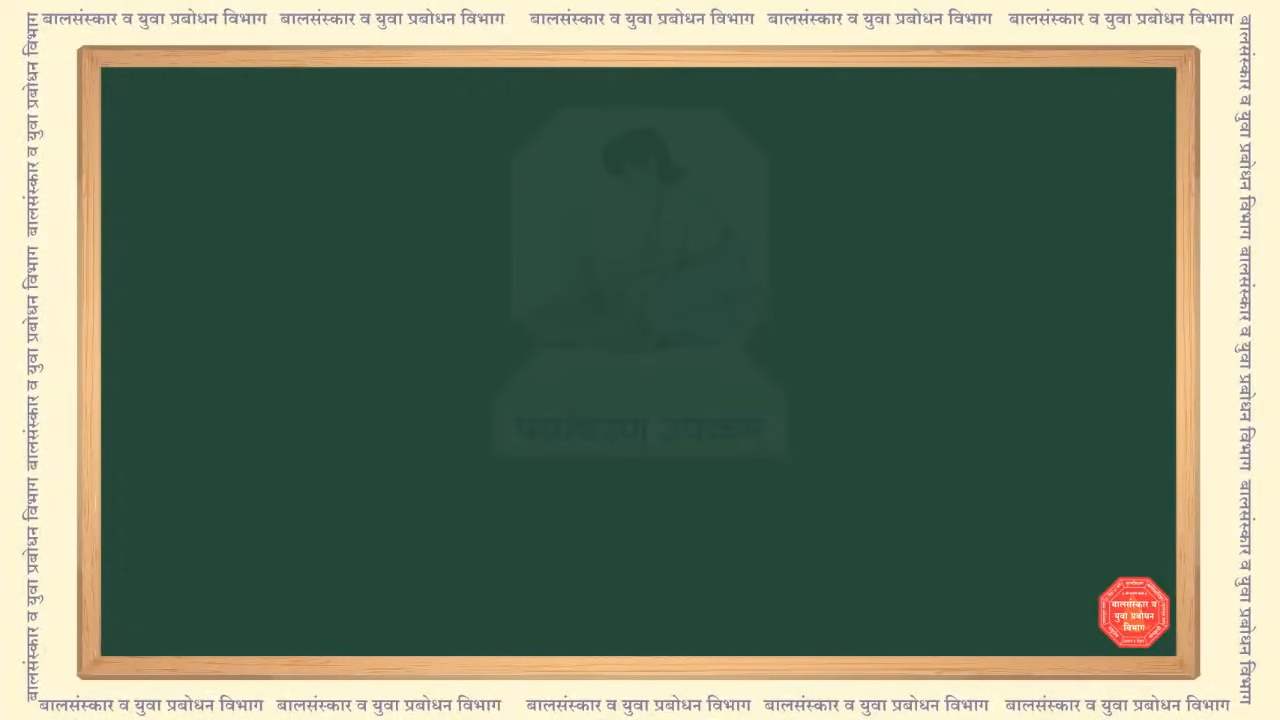 बालसंस्कार व युवा प्रबोधन विभाग बालसंस्कार व युवा प्रबोधन विभाग बालसंस्कार व युवा प्रबोधन विभाग बालसंस्कार व युवा प्रबोधन विभाग बालसंस्कार व युवा प्रबोधन विभाग
बालसंस्कार व युवा प्रबोधन विभाग बालसंस्कार व युवा प्रबोधन विभाग बालसंस्कार व युवा प्रबोधन विभाग
बालसंस्कार व युवा प्रबोधन विभाग बालसंस्कार व युवा प्रबोधन विभाग बालसंस्कार व युवा प्रबोधन विभाग
बालसंस्कार व
युवा प्रबोधन
विभाग
बालसंस्कार व युवा प्रबोधन विभाग बालसंस्कार व युवा प्रबोधन विभाग बालसंस्कार व युवा प्रबोधन विभाग बालसंस्कार व युवा प्रबोधन विभाग बालसंस्कार व युवा प्रबोधन विभाग